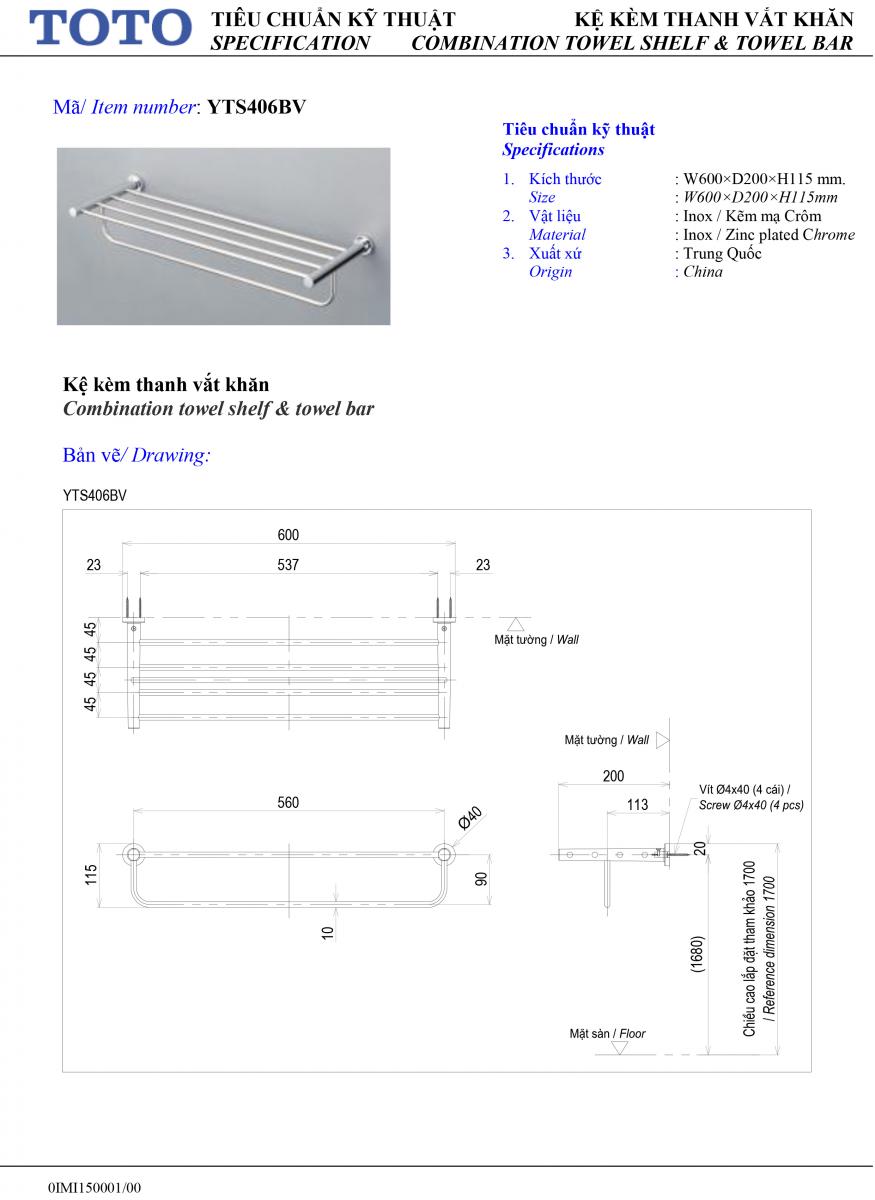 TOTO
TIÊU CHUẨN KỸ THUẬT KỆ KÈM THANH VẮT KHĂN
SPECIFICATION COMBINATION TOWEL SHELF & TOWEL BAR
Mã/ Item number: YTS406BV
Tiêu chuẩn kỹ thuật
Specifications
1. Kích thước : W600×D200×H115 mm.
Size : W600×D200×H115mm
2. Vật liệu : Inox / Kẽm mạ Crôm
Material : Inox / Zinc plated Chrome
3. Xuất xứ : Trung Quốc
Origin : China
Kệ kèm thanh vắt khăn
Combination towel shelf & towel bar
Bản vẽ/ Drawing:
YTS406BV
600
23 537 23
45
45
45
45
Mặt tường / Wall
Mặt tường / Wall
200
113
Vít Ø4x40 (4 cái) /
Screw Ø4x40 (4 pcs)
560
Ø40
115
90
10
20
(1680)
Chiều cao lắp đặt tham khảo 1700
/ Reference dimension 1700
Mặt sàn / Floor
0IMI150001/00